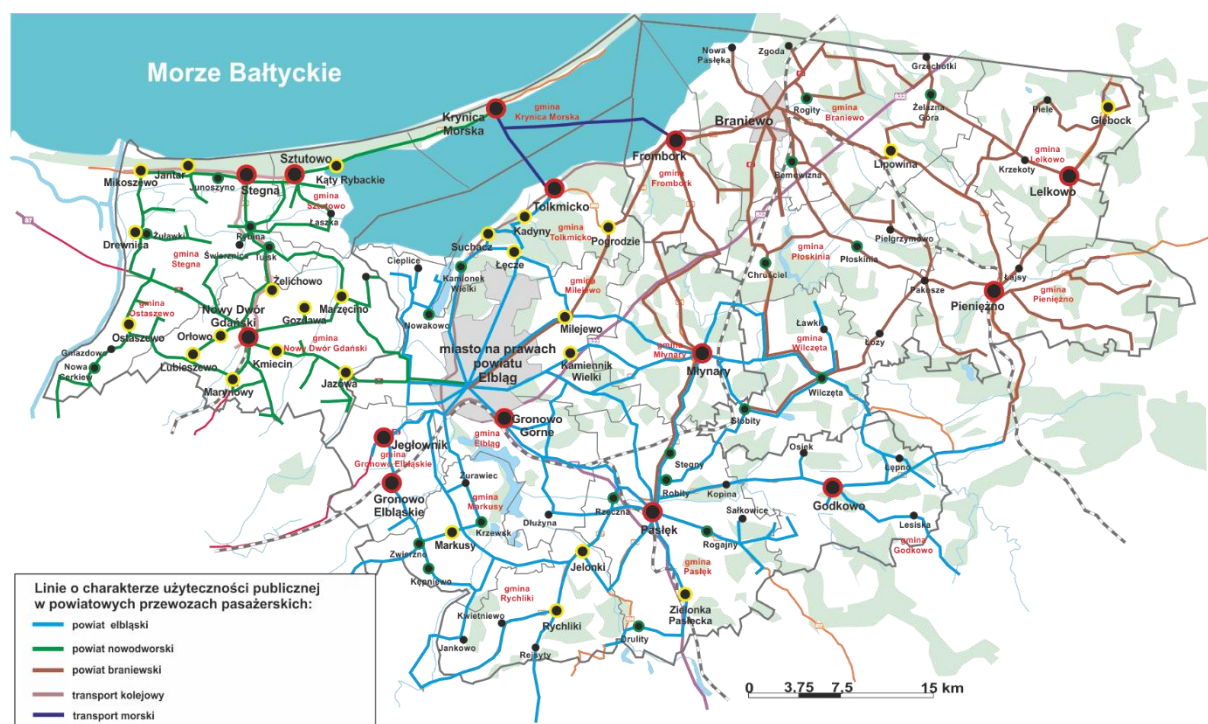 Morze Bałtyckie
Nowa
Pasłęka
Zgoda
Grzechotki
Krynica
Morska
gmina
Krynica Morska
Braniewo
Rogity
gmina
Braniewo
Żelazna
Góra
Piele
Głębock
Frombork
gmina
Frombork
Bemowizna
Lipowina
gmina
Lelkowo
Krzekoty
Lelkowo
Mikoszewo
Jantar
Junoszyno
Stegna
Sztutowo
Kąty Rybackie
gmina
Sztutowo
Łaszka
Tolkmicko
Kadyny
gmina
Tolkmicko
Pogrodzie
Suchacz
Łęcze
Drewnica
Żuławki
Rybina
Świerznica
Tujsk
gmina
Stegna
Cieplice
Kamionek
Wielki
Pielgrzymowo
gmina
Płoskinia
Płoskinia
Chruściel
Łajsy
Pakosze
Pieniężno
gmina
Pieniężno
Żelichowo
Nowy Dwór
Gdański
Marzęcino
Gozdawa
gmina
Ostaszewo
Ostaszewo
Orłowo
gmina
Nowy Dwór Gdański
Nowakowo
gmina
Milejewo
Milejewo
Ławki
gmina
Wilczęta
Łozy
Gniazdowo
Nowa
Cerkiew
Lubieszewo
Kmiecin
Marynowy
Jazowa
miasto na prawach
powiatu
Elbląg
Kamiennik
Wielki
gmina
Młynary
Młynary
Wilczęta
Słobity
Gronowo
Górne
gmina
Elbląg
Jegłownik
gmina
Gronowo Elbląskie
Gronowo
Elbląskie
Żurawiec
gmina
Markusy
Stegny
Robity
Kopina
Osiek
Łępno
Godkowo
Lesiska
gmina
Godkowo
Dłużyna
Rzeczna
Pasłęk
Sałkowice
Rogajny
Krzewsk
Markusy
Zwierzno
Kępniewo
Jelonki
gmina
Pasłęk
gmina
Rychliki
Rychliki
Zielonka
Pasłęcka
Kwietniewo
Jankowo
Rejsyty
Drulity
S7
S22
Linie o charakterze użyteczności publicznej
w powiatowych przewozach pasażerskich:
powiat elbląski
powiat nowodworski
powiat braniewski
transport kolejowy
transport morski
0 3.75 7.5 15 km